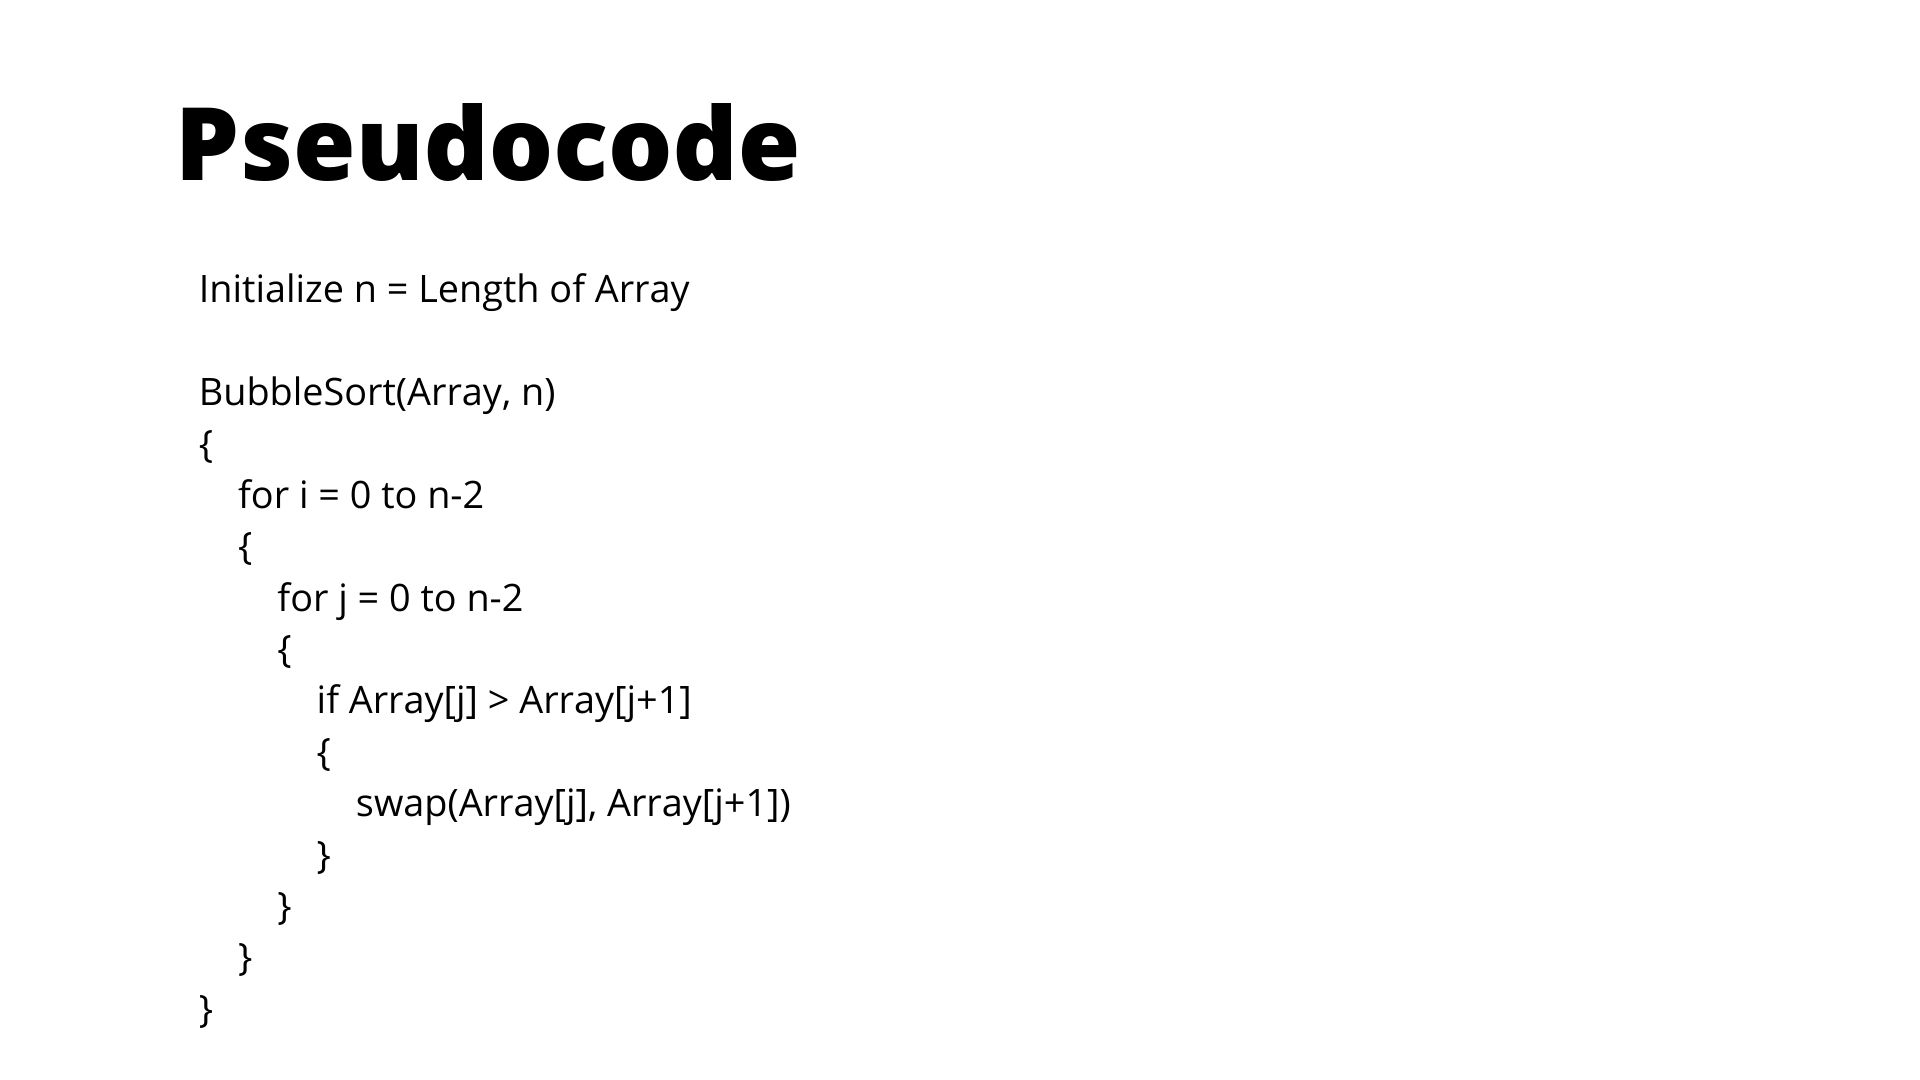 Pseudocode
Initialize n = Length of Array
BubbleSort(Array, n)
{
for i = 0 to n-2
{
for j = 0 to n-2
{
if Array[j] > Array[j+1]
{
swap(Array[j], Array[j+1])
}
}
}
}